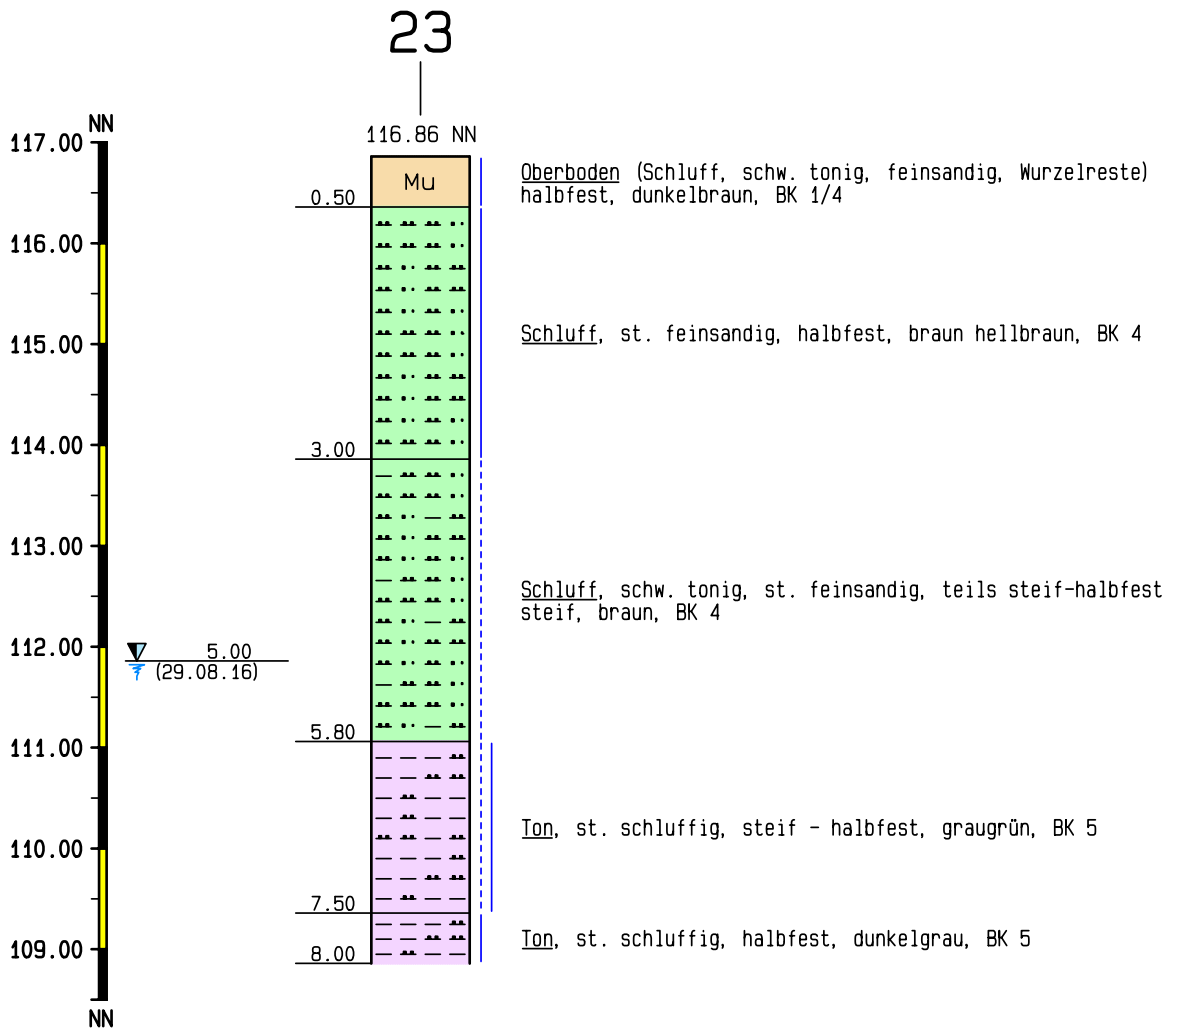 23
NN
117.00
116.86 NN
Mu
Oberboden (Schluff, schw. tonig, feinsandig, Wurzelreste)
halbfest, dunkelbraun, BK 1/4
0.50
116.00
115.00
Schluff, st. feinsandig, halbfest, braun hellbraun, BK 4
114.00
3.00
113.00
Schluff, schw. tonig, st. feinsandig, teils steif-halbfest
steif, braun, BK 4
112.00
5.00
(29.08.16)
5.80
111.00
Ton, st. schluffig, steif - halbfest, graugrün, BK 5
110.00
7.50
109.00
Ton, st. schluffig, halbfest, dunkelgrau, BK 5
8.00
NN